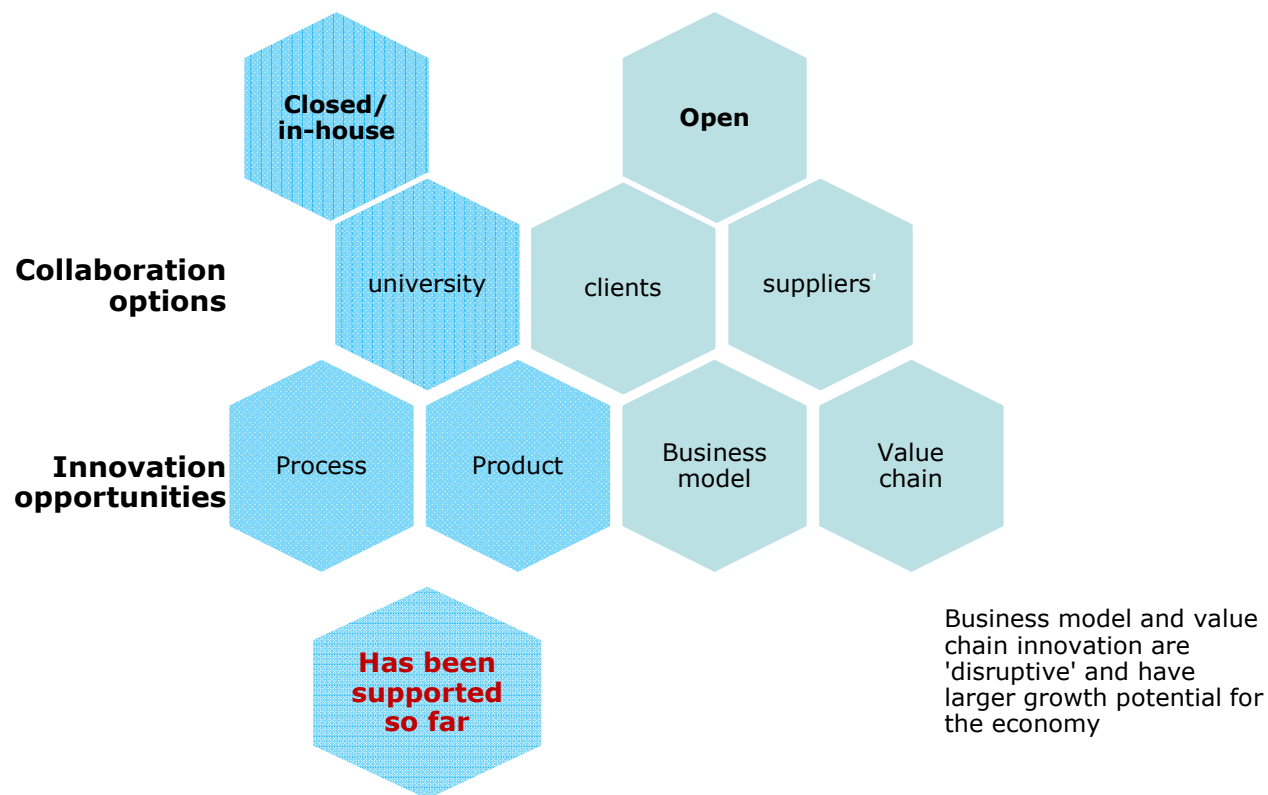 Closed/
in-house
Open
Collaboration
options
university
clients
suppliers'
Innovation
opportunities
Process
Product
Business
model
Value
chain
Has been
supported
so far
Business model and value
chain innovation are
'disruptive' and have
larger growth potential for
the economy